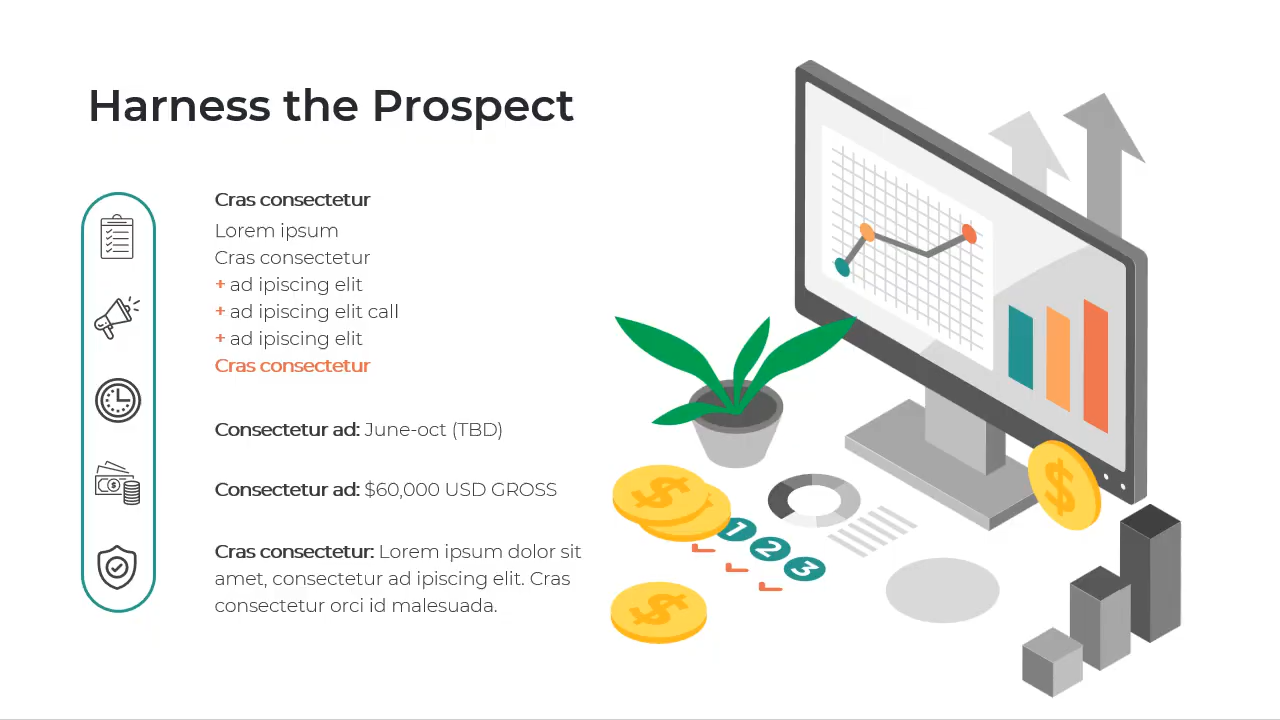 Harness the Prospect
Cras consectetur
Lorem ipsum
Cras consectetur
+ ad ipiscing elit
+ ad ipiscing elit call
+ ad ipiscing elit
Cras consectetur
Consectetur ad: June-oct (TBD)
Consectetur ad: $60,000 USD GROSS
Cras consectetur: Lorem ipsum dolor sit
amet, consectetur ad ipiscing elit. Cras
consectetur orci id malesuada.
$
$
$
$
1
2
3